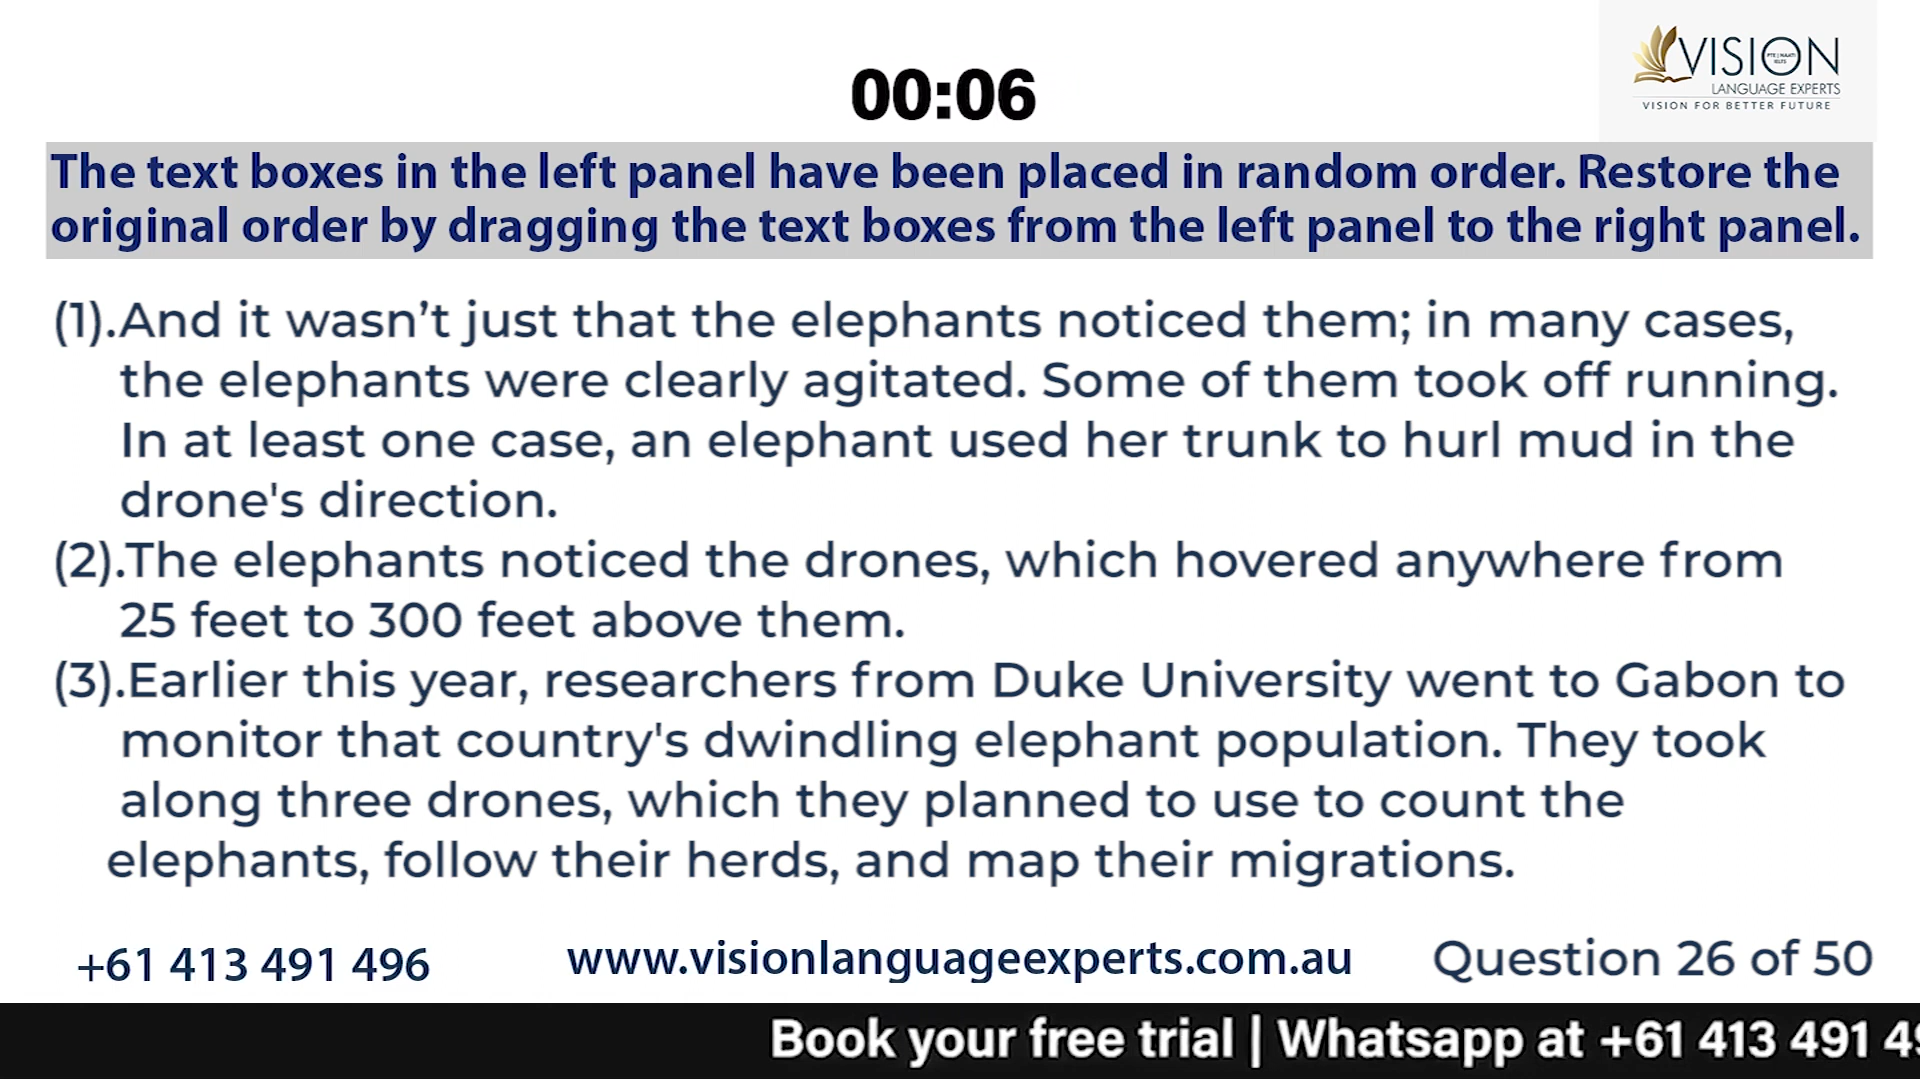 VISION
PTE | NAATI
IELTS
LANGUAGE EXPERTS
VISION FOR BETTER FUTURE
00:06
The text boxes in the left panel have been placed in random order. Restore the
original order by dragging the text boxes from the left panel to the right panel.
(1).And it wasn’t just that the elephants noticed them; in many cases,
the elephants were clearly agitated. Some of them took off running.
In at least one case, an elephant used her trunk to hurl mud in the
drone's direction.
(2).The elephants noticed the drones, which hovered anywhere from
25 feet to 300 feet above them.
(3).Earlier this year, researchers from Duke University went to Gabon to
monitor that country's dwindling elephant population. They took
along three drones, which they planned to use to count the
elephants, follow their herds, and map their migrations.
+61 413 491 496 www.visionlanguageexperts.com.au Question 26 of 50
Book your free trial | Whatsapp at +61 413 491 49